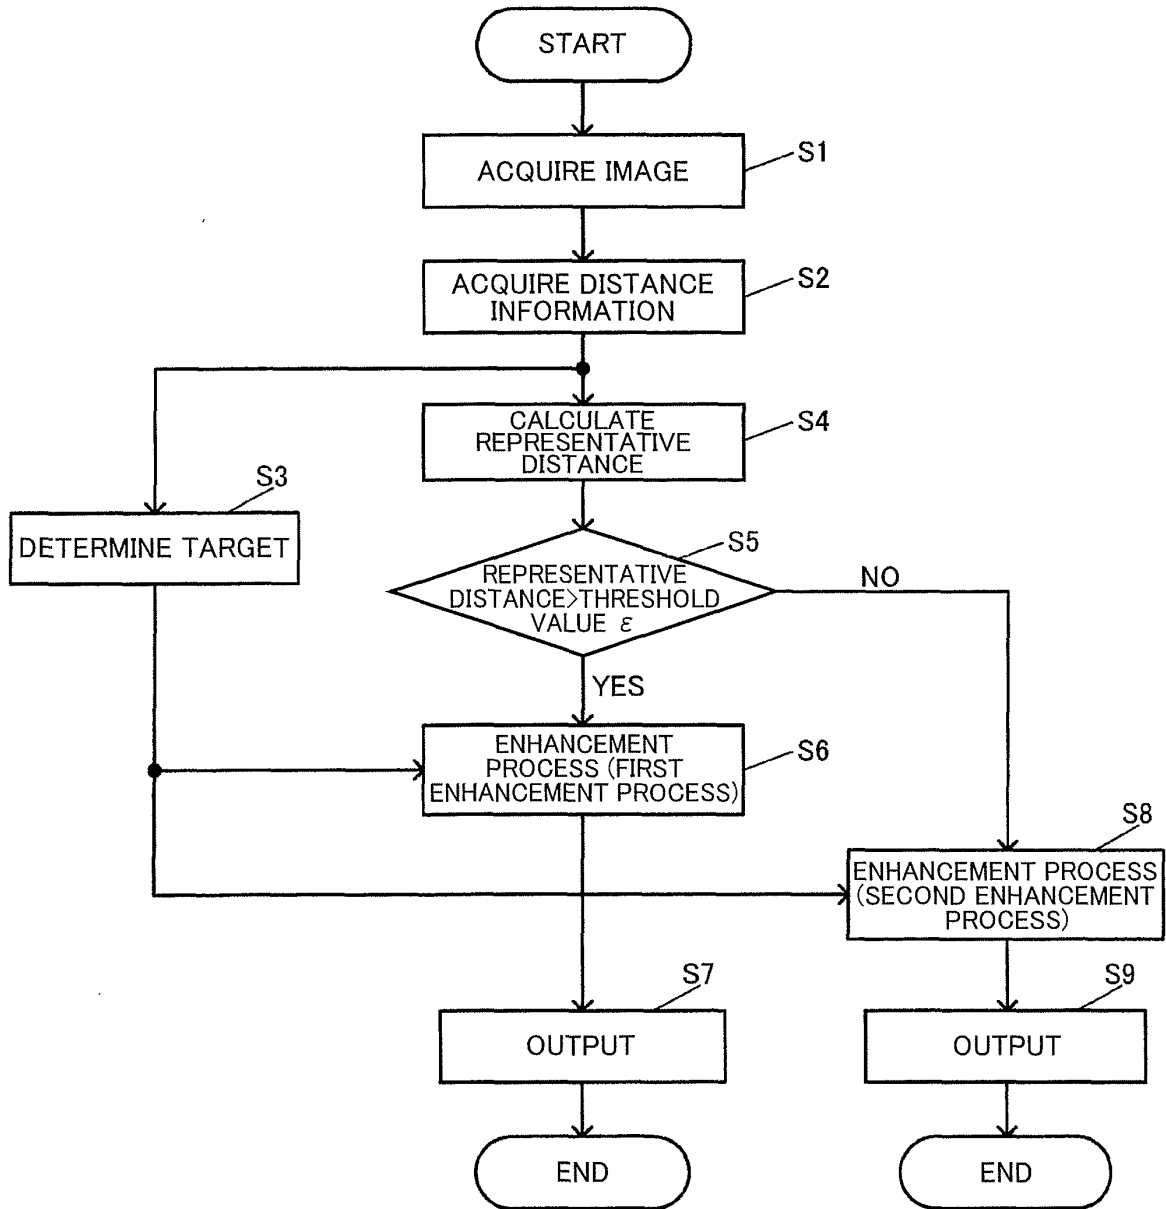 START
ACQUIRE IMAGE
S1
ACQUIRE DISTANCE
INFORMATION
S2
CALCULATE
REPRESENTATIVE
DISTANCE
S4
S3
DETERMINE TARGET
S5
REPRESENTATIVE
DISTANCE>THRESHOLD
VALUE ε
NO
YES
ENHANCEMENT
PROCESS (FIRST
ENHANCEMENT PROCESS)
S6
S8
ENHANCEMENT PROCESS
(SECOND ENHANCEMENT
PROCESS)
S7
OUTPUT
S9
OUTPUT
END
END